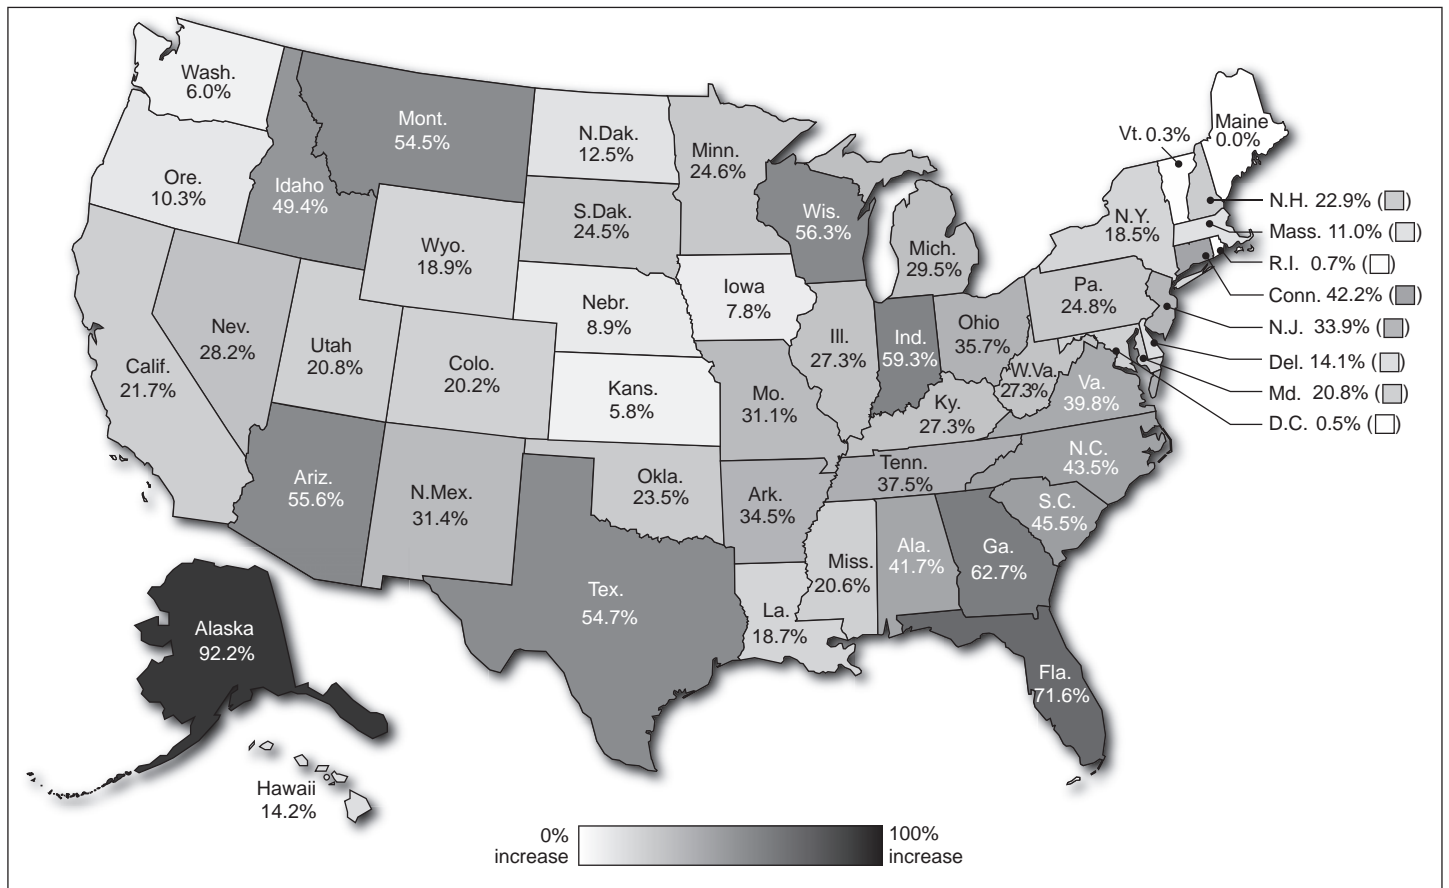 Wash.
6.0%
Mont.
54.5%
N.Dak.
12.5%
Minn.
24.6%
Vt. 0.3%
Maine
0.0%
Ore.
10.3%
Idaho
49.4%
S.Dak.
24.5%
Wis.
56.3%
N.Y.
18.5%
N.H. 22.9% ( )
Mass. 11.0% ( )
R.I. 0.7% ( )
Conn. 42.2% ( )
N.J. 33.9% ( )
Del. 14.1% ( )
Md. 20.8% ( )
D.C. 0.5% ( )
Wyo.
18.9%
Mich.
29.5%
Nebr.
8.9%
Iowa
7.8%
Pa.
24.8%
Nev.
28.2%
Utah
20.8%
Colo.
20.2%
Ill.
27.3%
Ind.
59.3%
Ohio
35.7%
Calif.
21.7%
Kans.
5.8%
Mo.
31.1%
W.Va.
27.3%
Va.
39.8%
Ky.
27.3%
Ariz.
55.6%
N.Mex.
31.4%
Okla.
23.5%
Ark.
34.5%
Tenn.
37.5%
N.C.
43.5%
S.C.
45.5%
Tex.
54.7%
Miss.
20.6%
Ala.
41.7%
Ga.
62.7%
La.
18.7%
Alaska
92.2%
Fla.
71.6%
Hawaii
14.2%
0%
increase
100%
increase